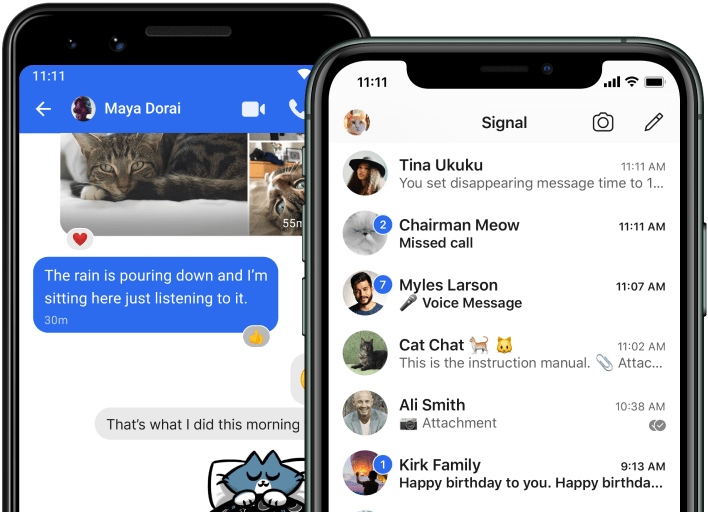 11:11
Maya Dorai
55m
The rain is pouring down and I'm
sitting here just listening to it.
30m
That's what I did this morning
11:11
Signal
Tina Ukuku
11:11 AM
You set disappearing message time to 1...
2
Chairman Meow
11:11 AM
Missed call
7
Myles Larson
11:07 AM
🎤 Voice Message
Cat Chat 🐈 🐱
11:02 AM
This is the instruction manual. 📎 Attac...
Ali Smith
10:38 AM
📷 Attachment
1
Kirk Family
9:13 AM
Happy birthday to you. Happy birthda...